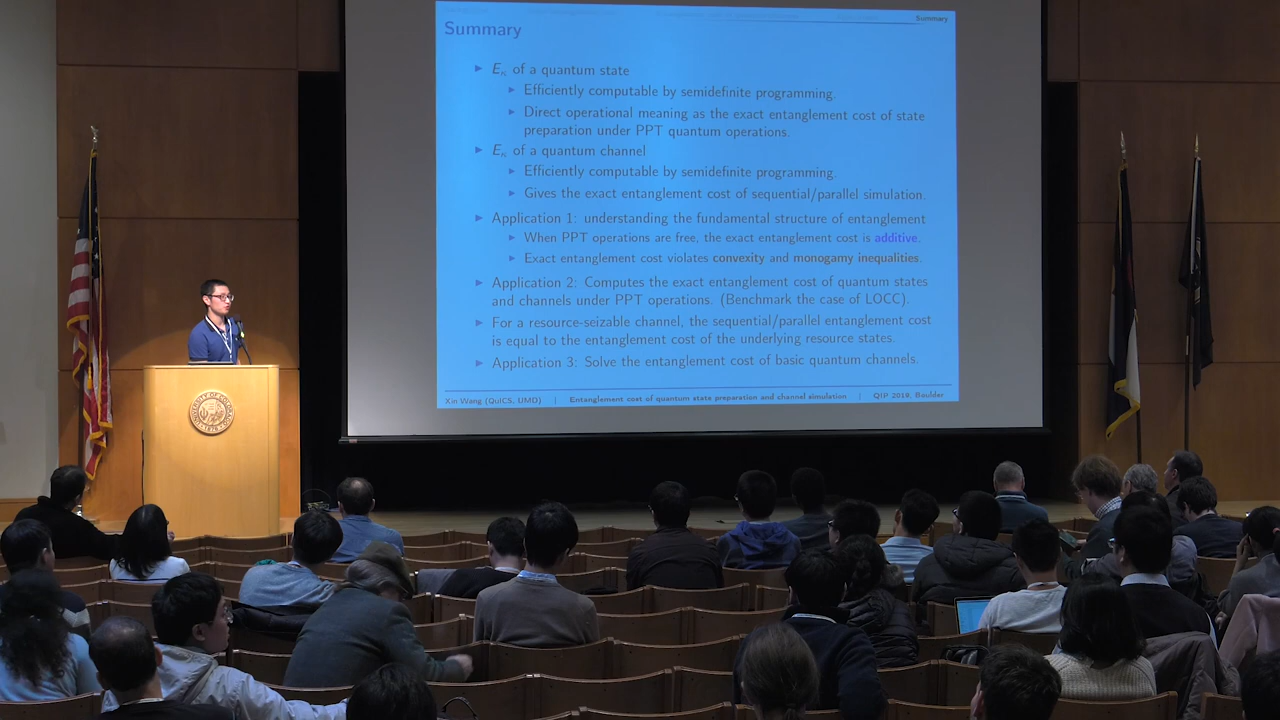 Summary
Summary
Eκ of a quantum state
Efficiently computable by semidefinite programming.
Direct operational meaning as the exact entanglement cost of state
preparation under PPT quantum operations.
Eκ of a quantum channel
Efficiently computable by semidefinite programming.
Gives the exact entanglement cost of sequential/parallel simulation.
Application 1: understanding the fundamental structure of entanglement
When PPT operations are free, the exact entanglement cost is additive.
Exact entanglement cost violates convexity and monogamy inequalities.
Application 2: Computes the exact entanglement cost of quantum states
and channels under PPT operations. (Benchmark the case of LOCC).
For a resource-seizable channel, the sequential/parallel entanglement cost
is equal to the entanglement cost of the underlying resource states.
Application 3: Solve the entanglement cost of basic quantum channels.
Xin Wang (QuICS, UMD) | Entanglement cost of quantum state preparation and channel simulation | QIP 2019, Boulder
UNIVERSITY OF COLORADO
1876